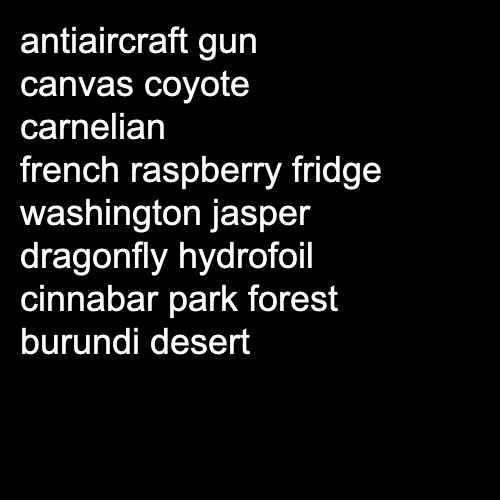 antiaircraft gun
canvas coyote
carnelian
french raspberry fridge
washington jasper
dragonfly hydrofoil
cinnabar park forest
burundi desert